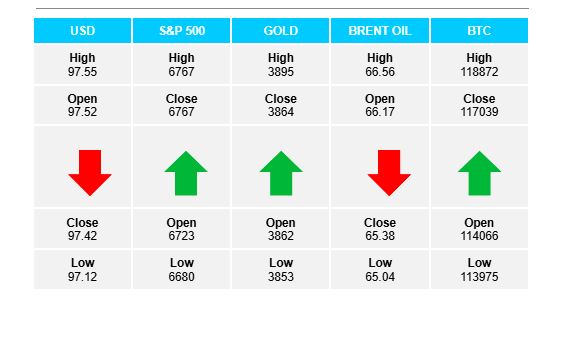 USD S&P 500 GOLD BRENT OIL BTC
High High High High High
97.55 6767 3895 66.56 118872
Open Close Close Open Close
97.52 6767 3864 66.17 117039
Close Open Open Close Open
97.42 6723 3862 65.38 114066
Low Low Low Low Low
97.12 6680 3853 65.04 113975